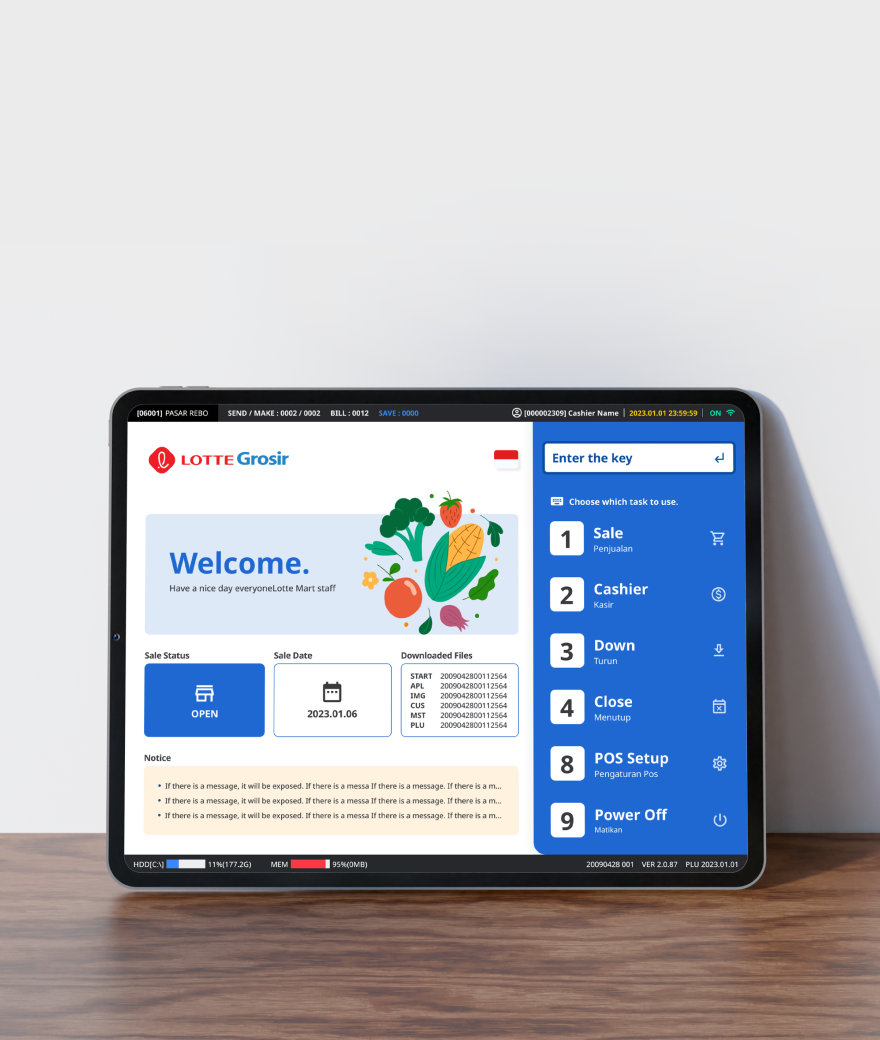 [06001] PASAR REBO SEND / MAKE : 0002 / 0002 BILL : 0012 SAVE : 0000 [000002309] Cashier Name | 2023.01.01 23:59:59 | ON
LOTTE Grosir
Welcome.
Have a nice day everyoneLotte Mart staff
Sale Status
OPEN
Sale Date
2023.01.06
Downloaded Files
START 2009042800112564
APL 2009042800112564
IMG 2009042800112564
CUS 2009042800112564
MST 2009042800112564
PLU 2009042800112564
Notice
• If there is a message, it will be exposed. If there is a messa If there is a message. If there is a m...
• If there is a message, it will be exposed. If there is a messa If there is a message. If there is a m...
• If there is a message, it will be exposed. If there is a messa If there is a message. If there is a m...
Enter the key
Choose which task to use.
1 Sale
Penjualan
2 Cashier
Kasir
3 Down
Turun
4 Close
Menutup
8 POS Setup
Pengaturan Pos
9 Power Off
Matikan
HDD[C:\] 11%(177.2G) MEM 95%(0MB) 20090428 001 VER 2.0.87 PLU 2023.01.01